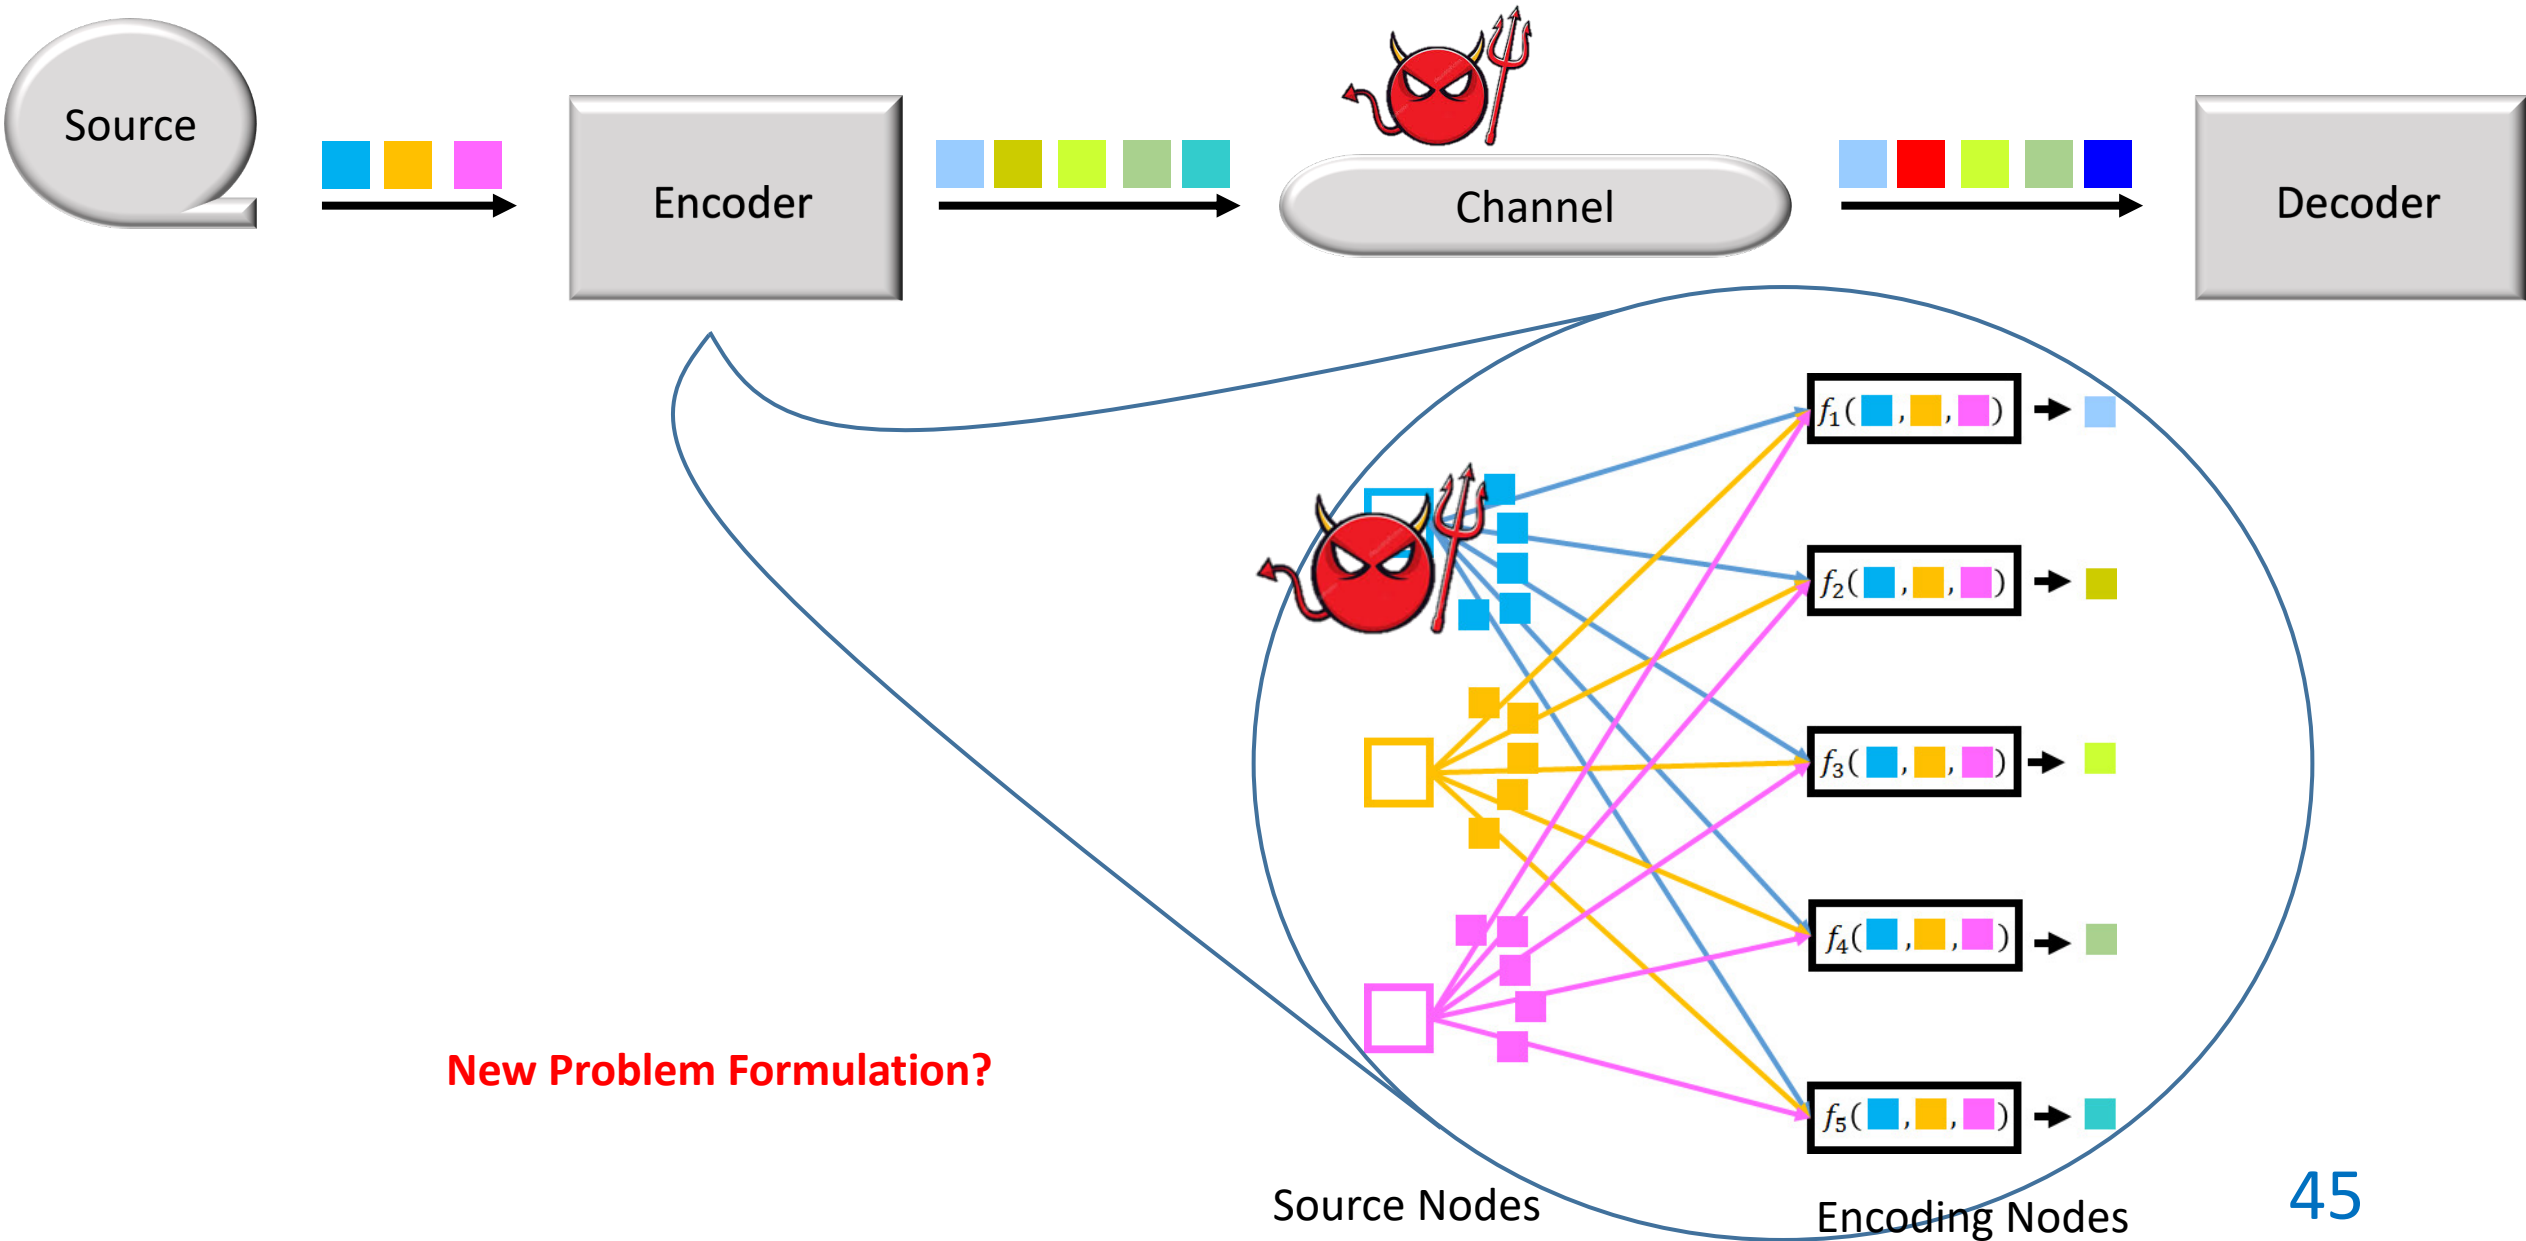 Source
Encoder
Channel
Decoder
f₁( , , )
f₂( , , )
f₃( , , )
f₄( , , )
f₅( , , )
New Problem Formulation?
Source Nodes
Encoding Nodes
45